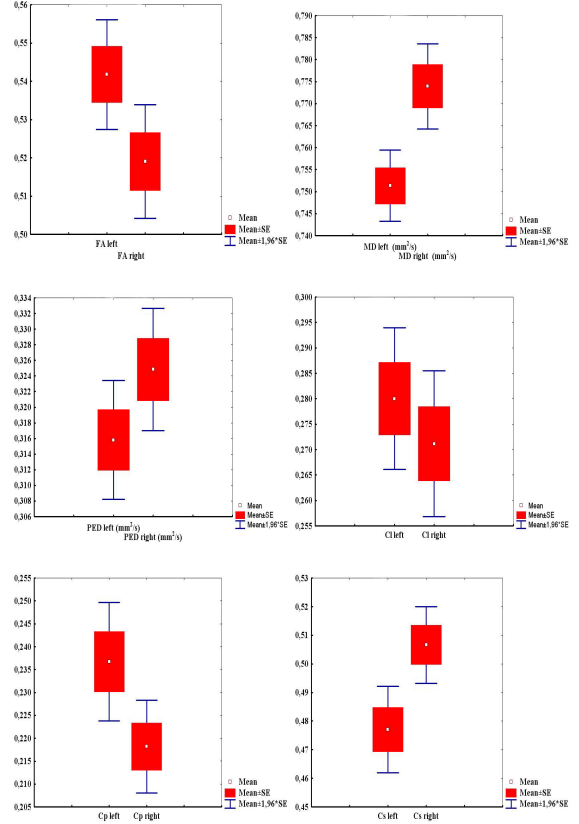 0,56
0,55
0,54
0,53
0,52
0,51
0,50
FA left
FA right
Mean
Mean±SE
Mean±1,96*SE
0,790
0,785
0,780
0,775
0,770
0,765
0,760
0,755
0,750
0,745
0,740
MD left (mm²/s)
MD right (mm²/s)
Mean
Mean±SE
Mean±1,96*SE
0,334
0,332
0,330
0,328
0,326
0,324
0,322
0,320
0,318
0,316
0,314
0,312
0,310
0,308
0,306
PED left (mm²/s)
PED right (mm²/s)
Mean
Mean±SE
Mean±1,96*SE
0,300
0,295
0,290
0,285
0,280
0,275
0,270
0,265
0,260
0,255
Cl left Cl right
Mean
Mean±SE
Mean±1,96*SE
0,255
0,250
0,245
0,240
0,235
0,230
0,225
0,220
0,215
0,210
0,205
Cp left Cp right
Mean
Mean±SE
Mean±1,96*SE
0,53
0,52
0,51
0,50
0,49
0,48
0,47
0,46
0,45
Cs left Cs right
Mean
Mean±SE
Mean±1,96*SE